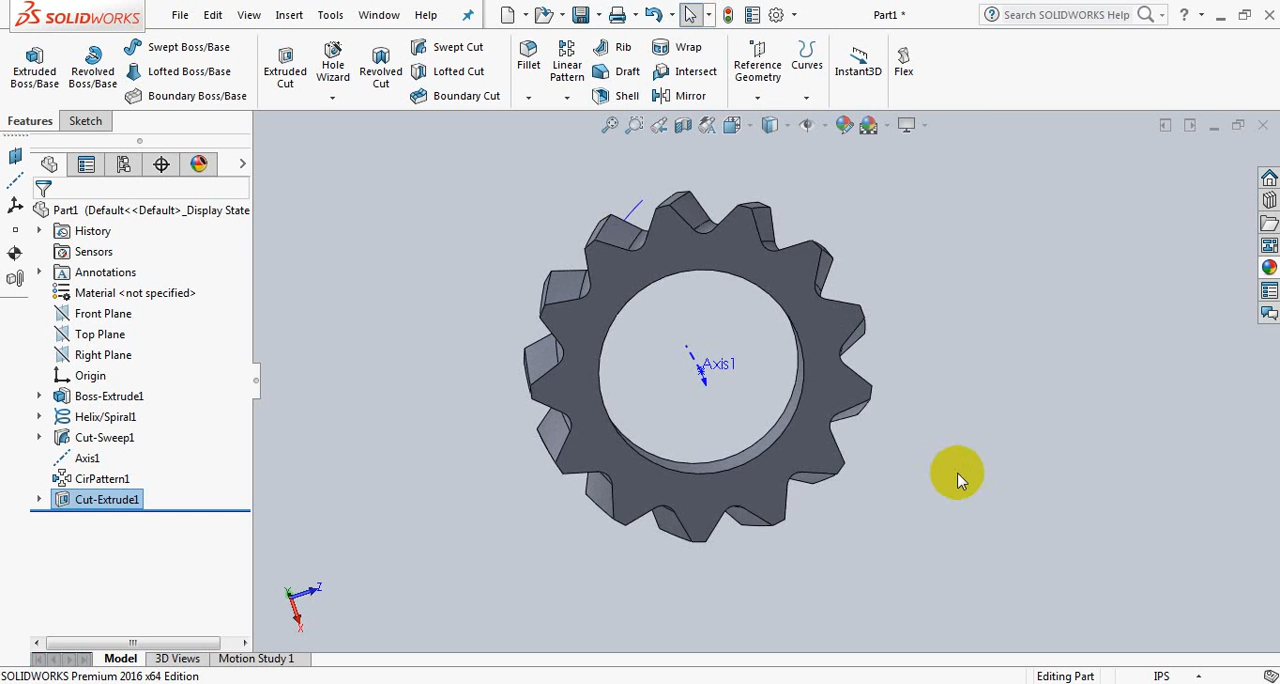 SOLIDWORKS
File Edit View Insert Tools Window Help
Part1 *
Search SOLIDWORKS Help
?
Extruded Boss/Base
Revolved Boss/Base
Swept Boss/Base
Lofted Boss/Base
Boundary Boss/Base
Extruded Cut
Hole Wizard
Revolved Cut
Swept Cut
Lofted Cut
Boundary Cut
Fillet
Linear Pattern
Rib
Draft
Shell
Wrap
Intersect
Mirror
Reference Geometry
Curves
Instant3D
Flex
Features Sketch
Part1 (Default<<Default>_Display State
History
Sensors
Annotations
Material <not specified>
Front Plane
Top Plane
Right Plane
Origin
Boss-Extrude1
Helix/Spiral1
Cut-Sweep1
Axis1
CirPattern1
Cut-Extrude1
Axis1
Y
Z
X
Model 3D Views Motion Study 1
SOLIDWORKS Premium 2016 x64 Edition
Editing Part
IPS